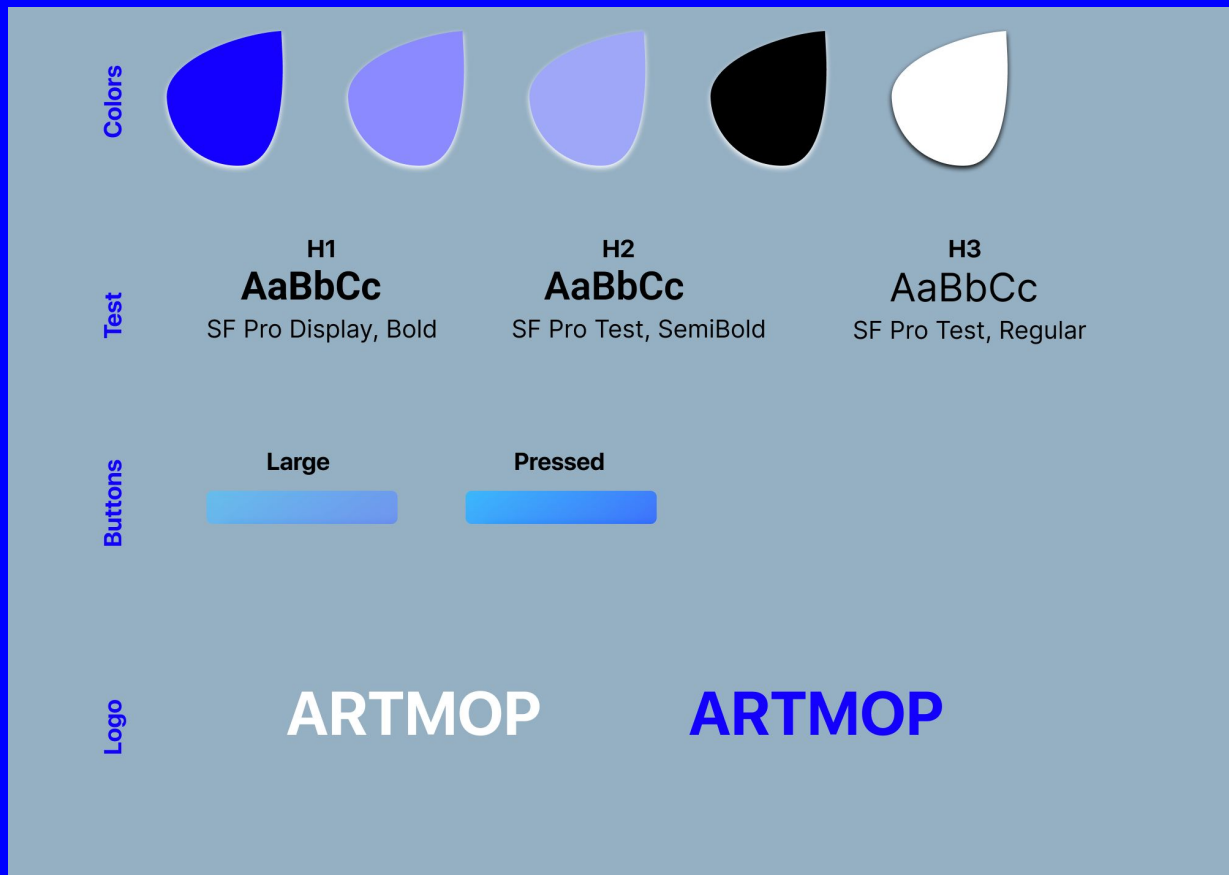 Colors
Test
H1
AaBbCc
SF Pro Display, Bold
H2
AaBbCc
SF Pro Test, SemiBold
H3
AaBbCc
SF Pro Test, Regular
Buttons
Large
Pressed
Logo
ARTMOP
ARTMOP